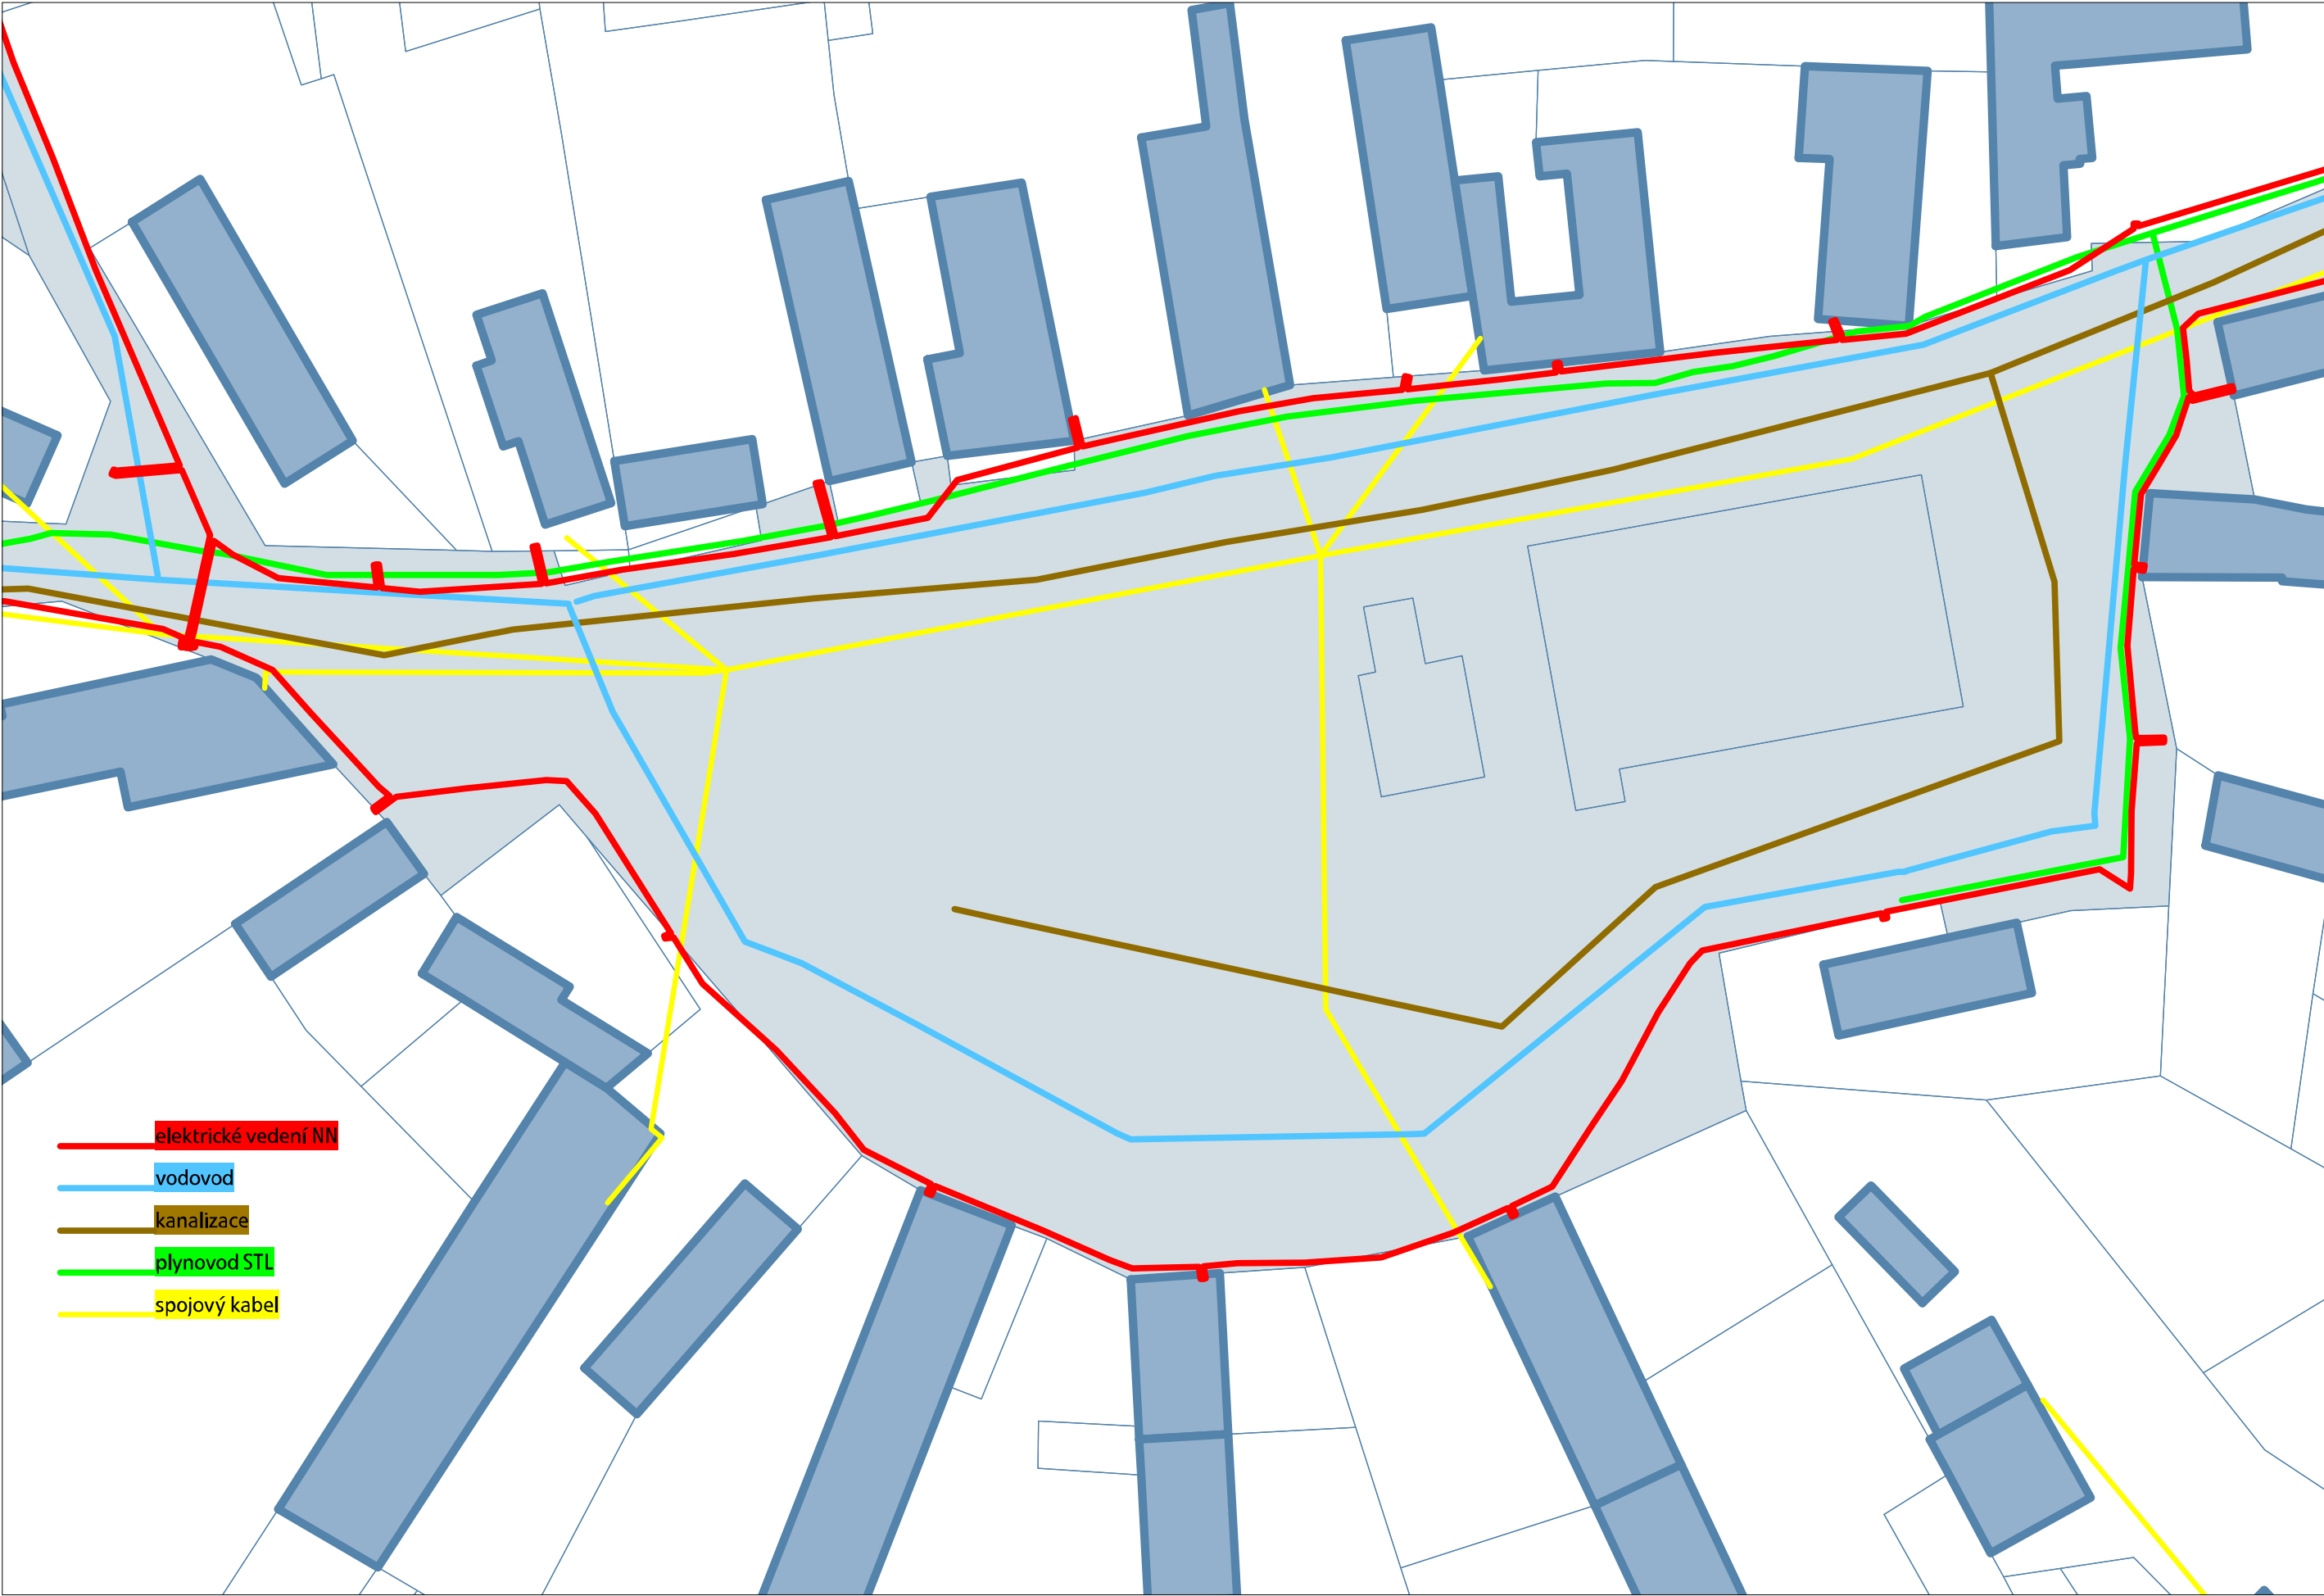 elektrické vedení NN
vodovod
kanalizace
plynovod STL
spojový kabel